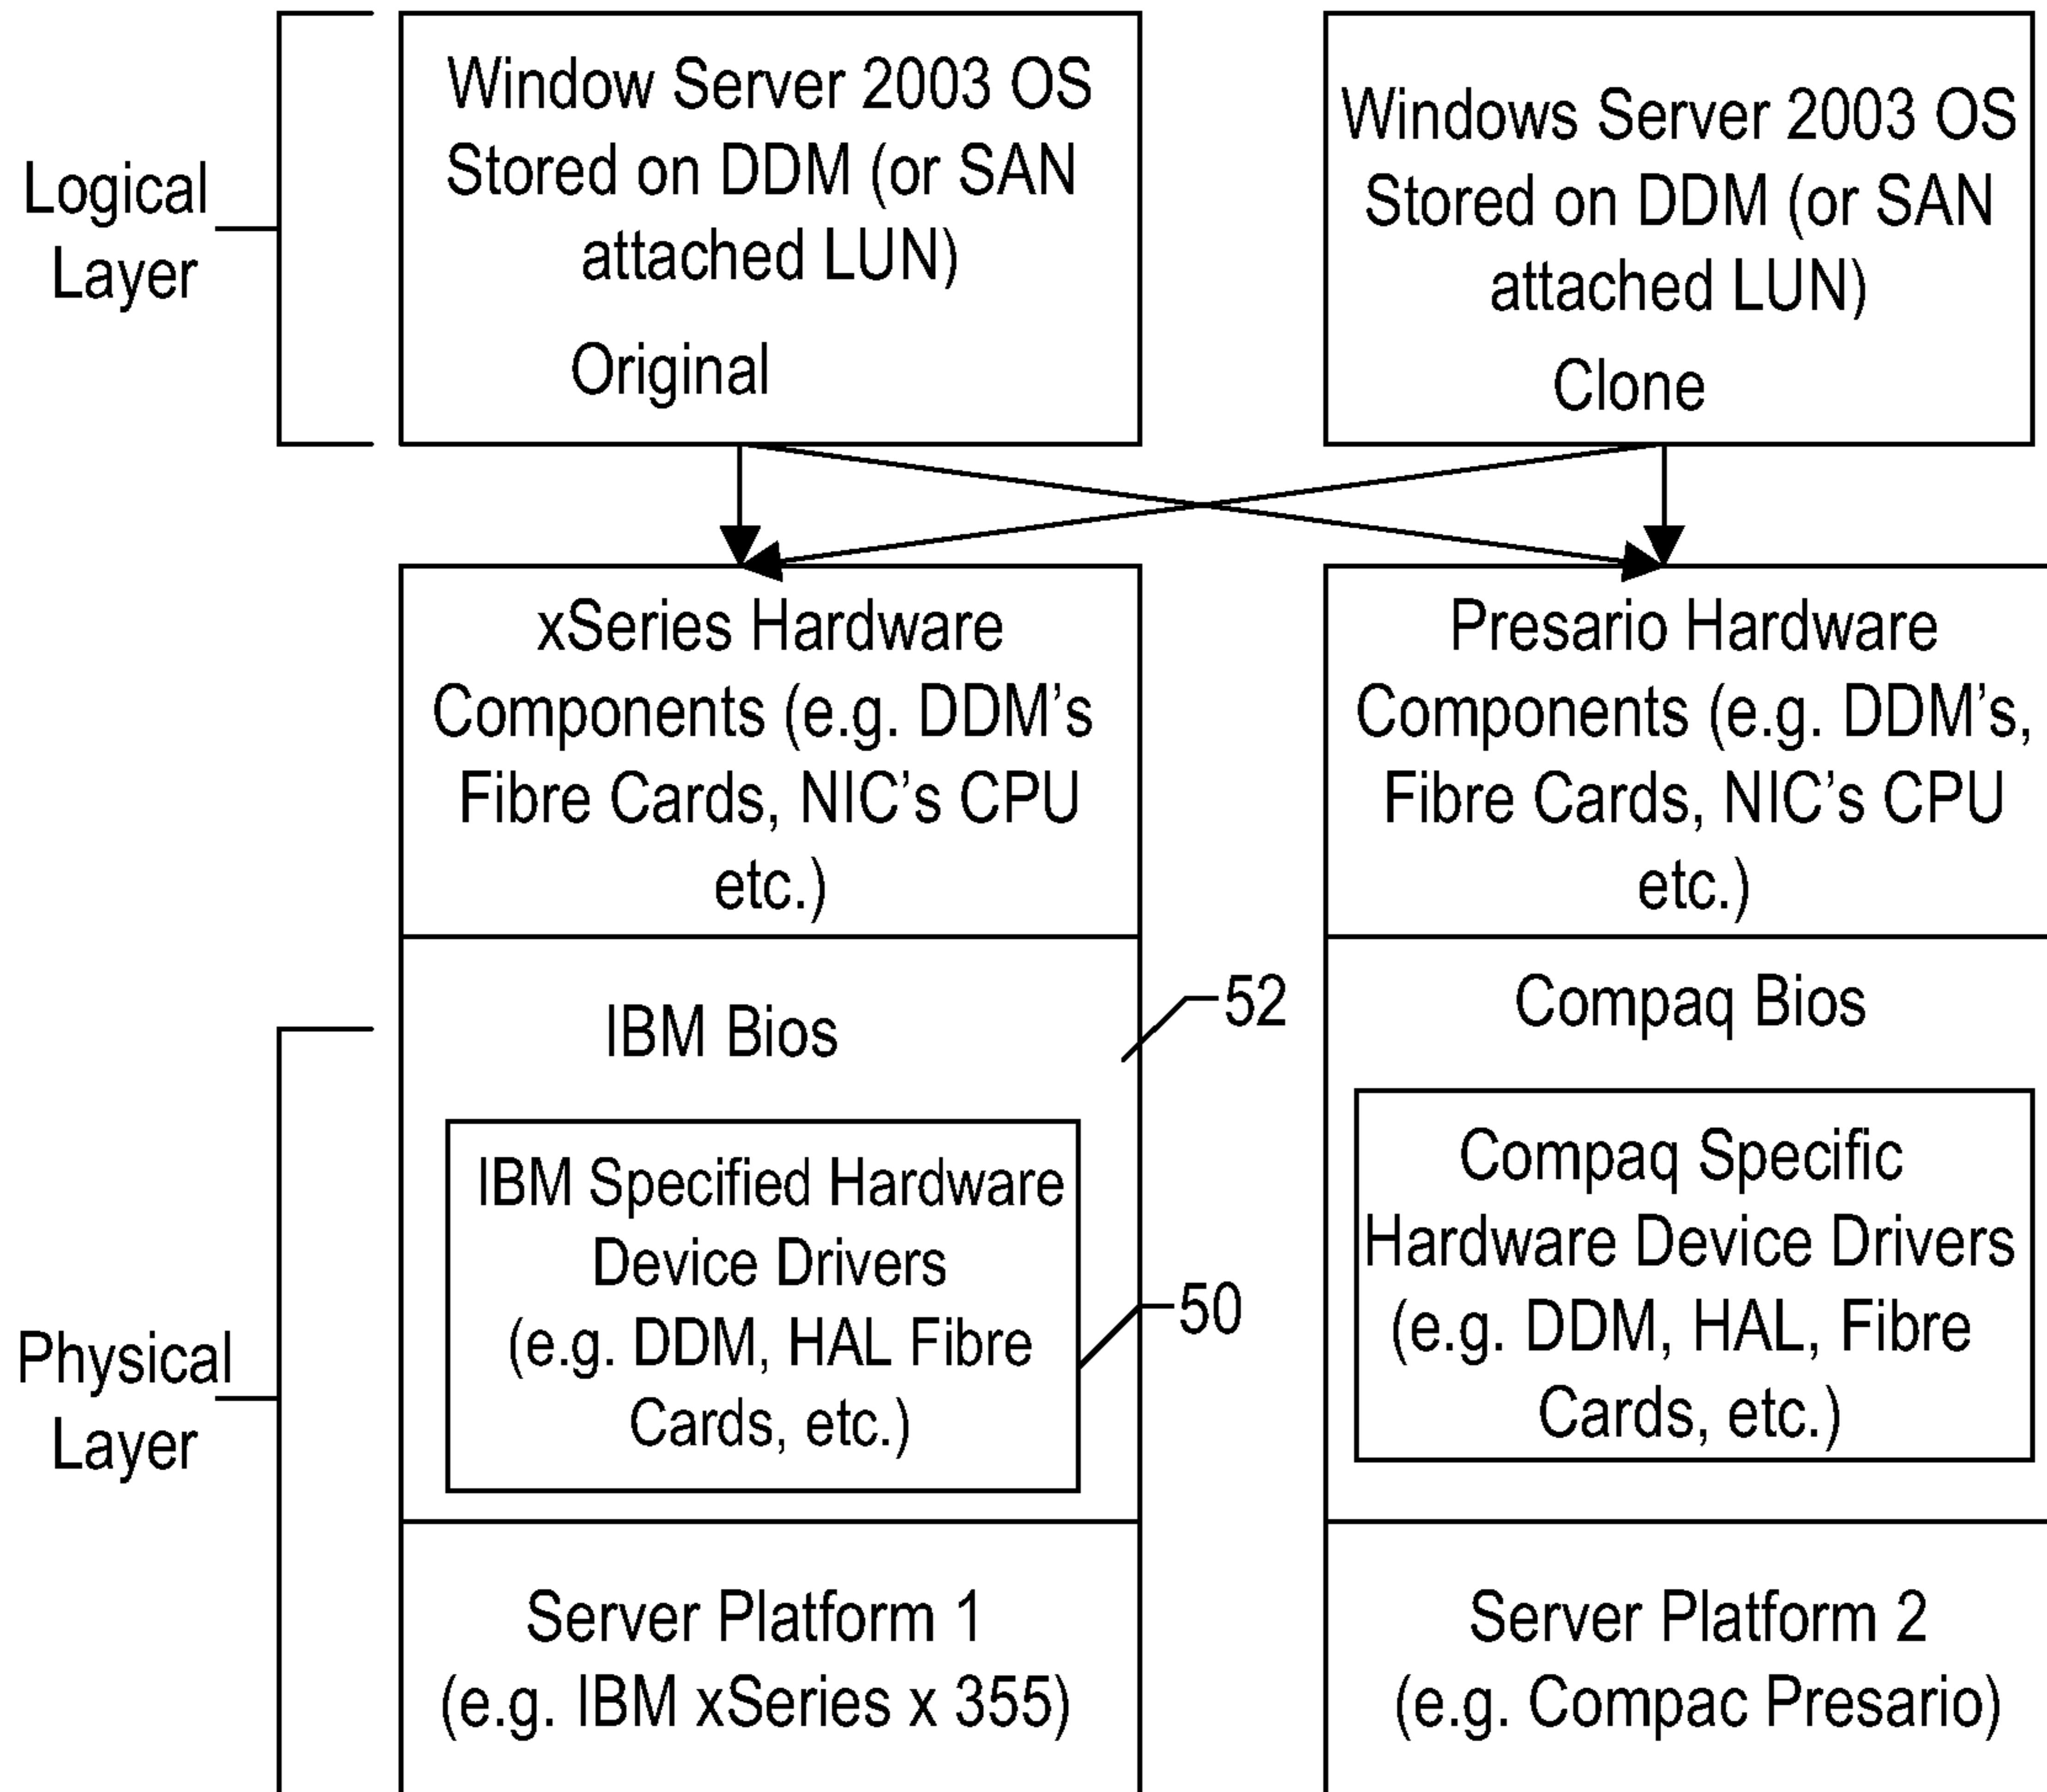 Logical
Layer
Window Server 2003 OS
Stored on DDM (or SAN
attached LUN)
Original
Windows Server 2003 OS
Stored on DDM (or SAN
attached LUN)
Clone
xSeries Hardware
Components (e.g. DDM's
Fibre Cards, NIC's CPU
etc.)
Presario Hardware
Components (e.g. DDM's,
Fibre Cards, NIC's CPU
etc.)
Physical
Layer
IBM Bios
52
IBM Specified Hardware
Device Drivers
(e.g. DDM, HAL Fibre
Cards, etc.)
50
Compaq Bios
Compaq Specific
Hardware Device Drivers
(e.g. DDM, HAL, Fibre
Cards, etc.)
Server Platform 1
(e.g. IBM xSeries x 355)
Server Platform 2
(e.g. Compac Presario)